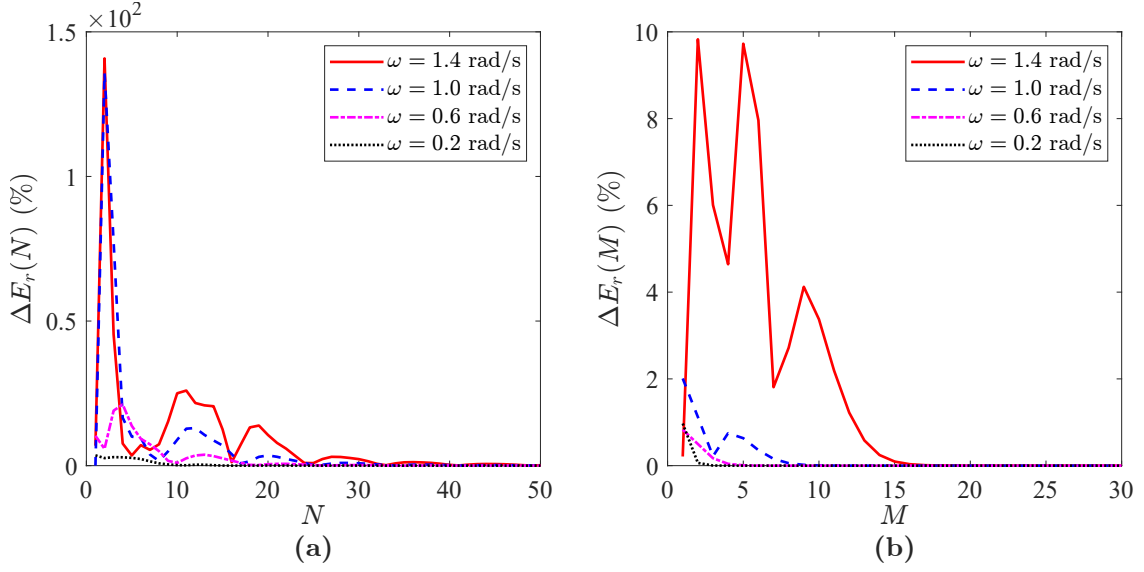 ×10²
1.5
1
0.5
0
ΔE_r(N) (%)
0 10 20 30 40 50
N
ω = 1.4 rad/s
ω = 1.0 rad/s
ω = 0.6 rad/s
ω = 0.2 rad/s
(a)
10
8
6
4
2
0
ΔE_r(M) (%)
0 5 10 15 20 25 30
M
ω = 1.4 rad/s
ω = 1.0 rad/s
ω = 0.6 rad/s
ω = 0.2 rad/s
(b)